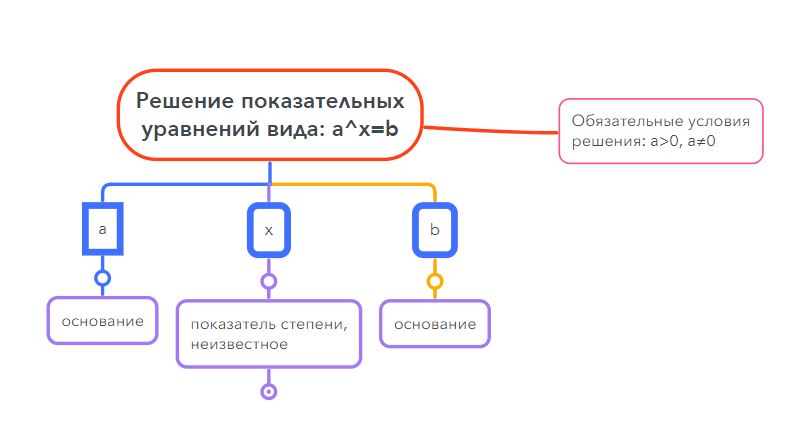 Решение показательных
уравнений вида: a^x=b
Обязательные условия
решения: a>0, a≠0
a
x
b
основание
показатель степени,
неизвестное
основание